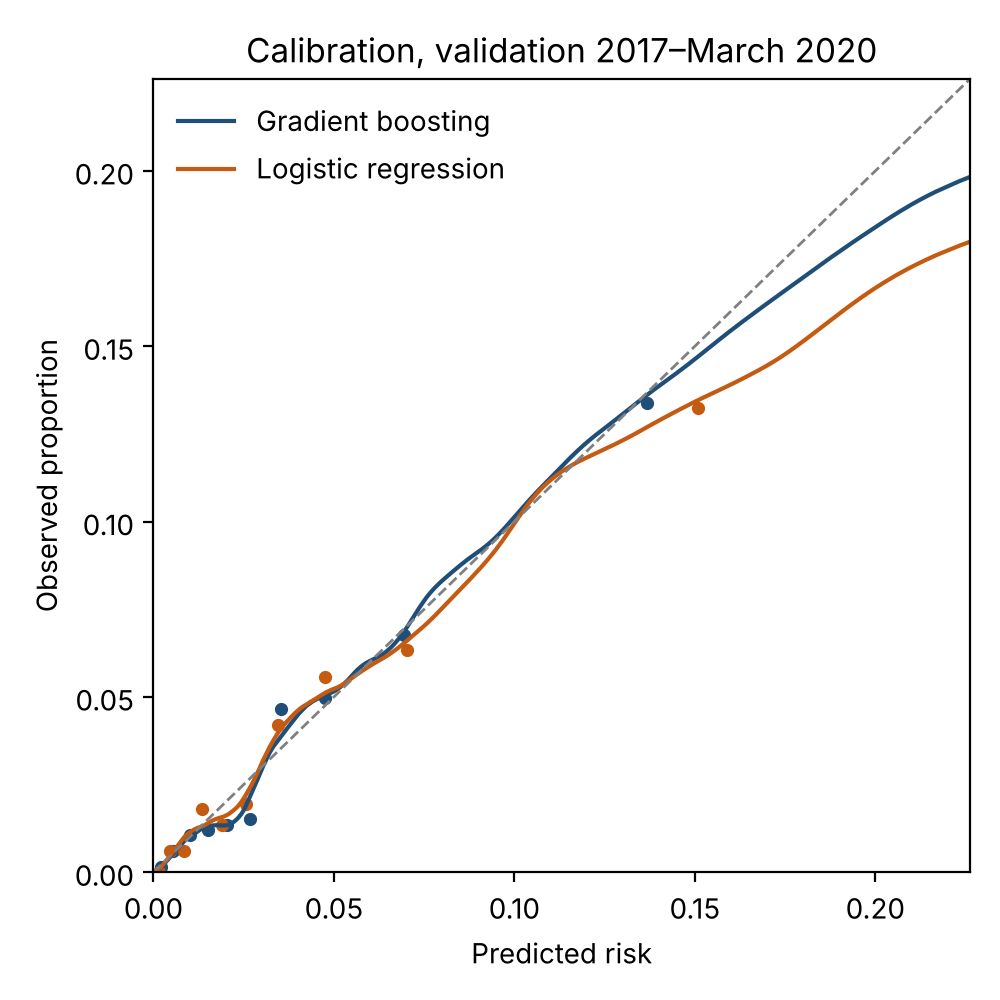 Calibration, validation 2017–March 2020
Gradient boosting
Logistic regression
0.20
0.15
0.10
0.05
0.00
Observed proportion
0.00 0.05 0.10 0.15 0.20
Predicted risk